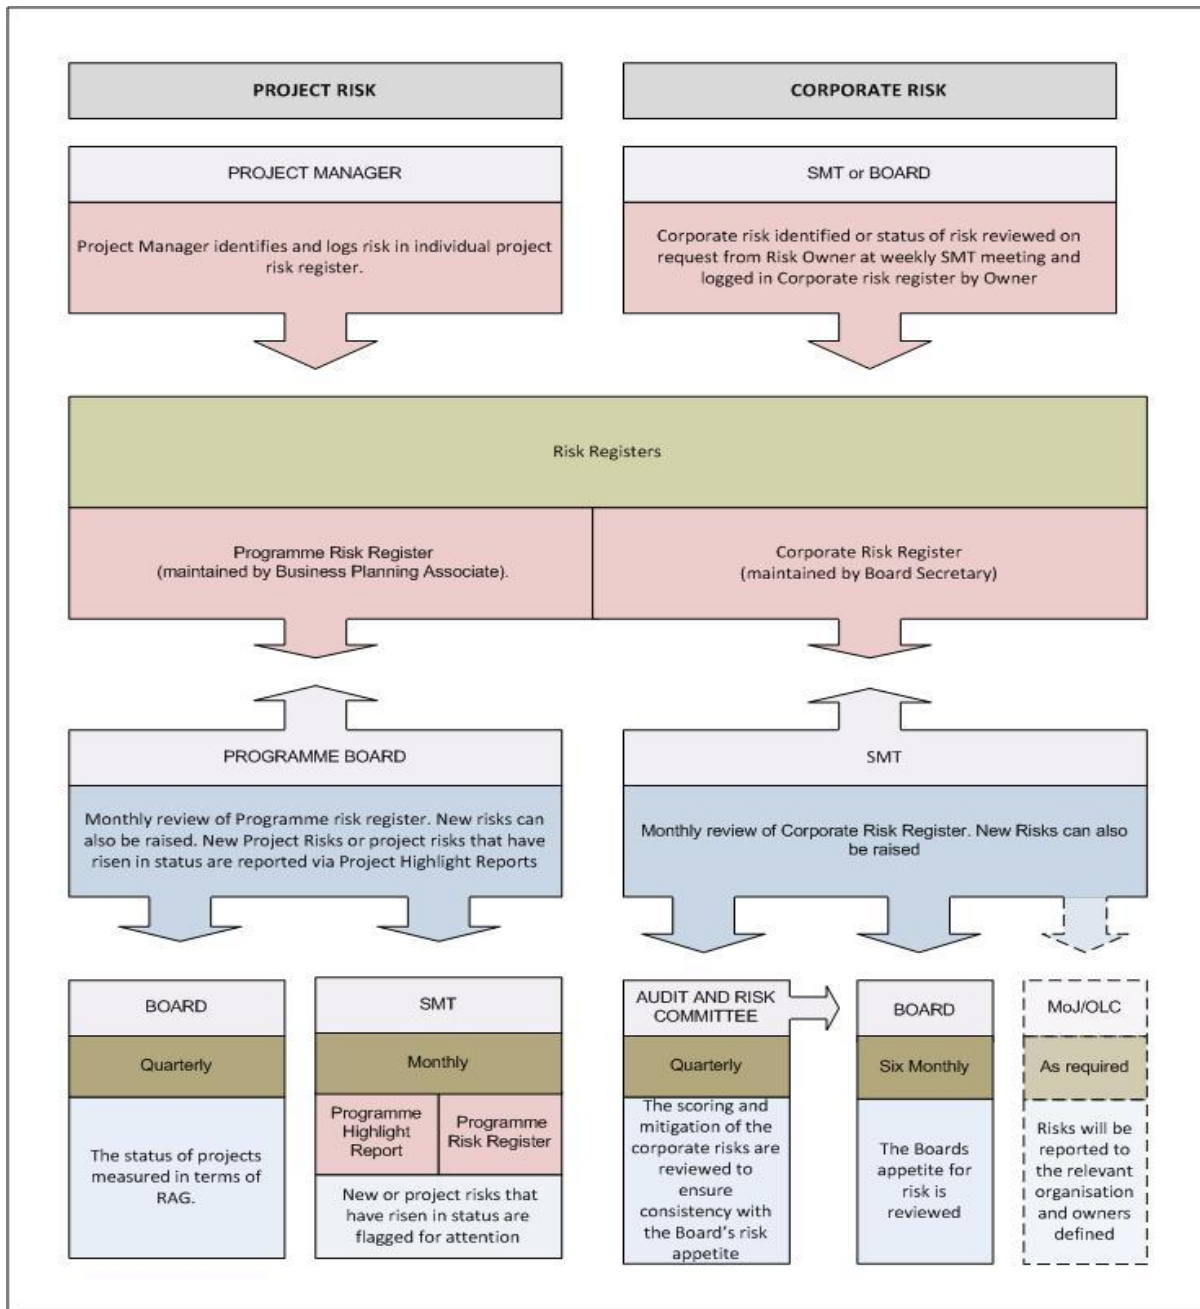 PROJECT RISK
CORPORATE RISK
PROJECT MANAGER
Project Manager identifies and logs risk in individual project
risk register.
SMT or BOARD
Corporate risk identified or status of risk reviewed on
request from Risk Owner at weekly SMT meeting and
logged in Corporate risk register by Owner
Risk Registers
Programme Risk Register
(maintained by Business Planning Associate).
Corporate Risk Register
(maintained by Board Secretary)
PROGRAMME BOARD
Monthly review of Programme risk register. New risks can
also be raised. New Project Risks or project risks that have
risen in status are reported via Project Highlight Reports
SMT
Monthly review of Corporate Risk Register. New Risks can also
be raised
BOARD
Quarterly
The status of projects
measured in terms of
RAG.
SMT
Monthly
Programme
Highlight
Report
Programme
Risk Register
New or project risks that
have risen in status are
flagged for attention
AUDIT AND RISK
COMMITTEE
Quarterly
The scoring and
mitigation of the
corporate risks are
reviewed to
ensure
consistency with
the Board's risk
appetite
BOARD
Six Monthly
The Boards
appetite for
risk is
reviewed
MoJ/OLC
As required
Risks will be
reported to
the relevant
organisation
and owners
defined